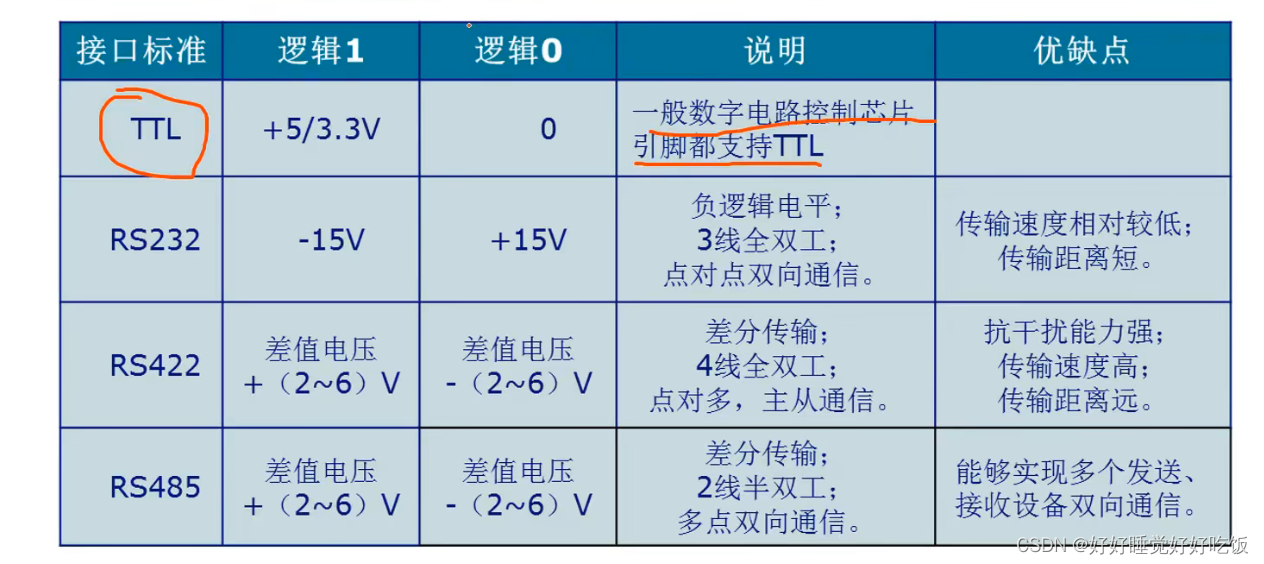 接口标准 逻辑1 逻辑0 说明 优缺点
TTL +5/3.3V 0 一般数字电路控制芯片
引脚都支持TTL
RS232 -15V +15V 负逻辑电平；
3线全双工；
点对点双向通信。
传输速度相对较低；
传输距离短。
RS422 差值电压
+（2~6）V
差值电压
-（2~6）V
差分传输；
4线全双工；
点对多，主从通信。
抗干扰能力强；
传输速度高；
传输距离远。
RS485 差值电压
+（2~6）V
差值电压
-（2~6）V
差分传输；
2线半双工；
多点双向通信。
能够实现多个发送、
接收设备双向通信。
CSDN @好好睡觉好好吃饭